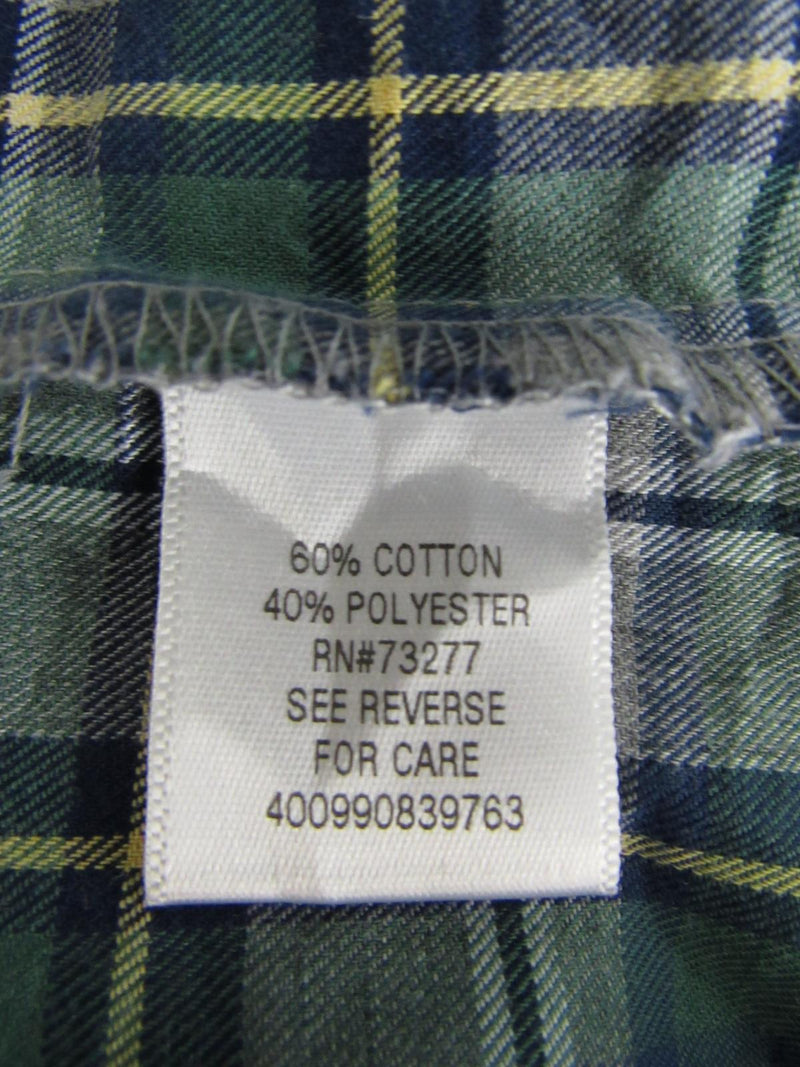 60% COTTON
40% POLYESTER
RN#73277
SEE REVERSE
FOR CARE
400990839763